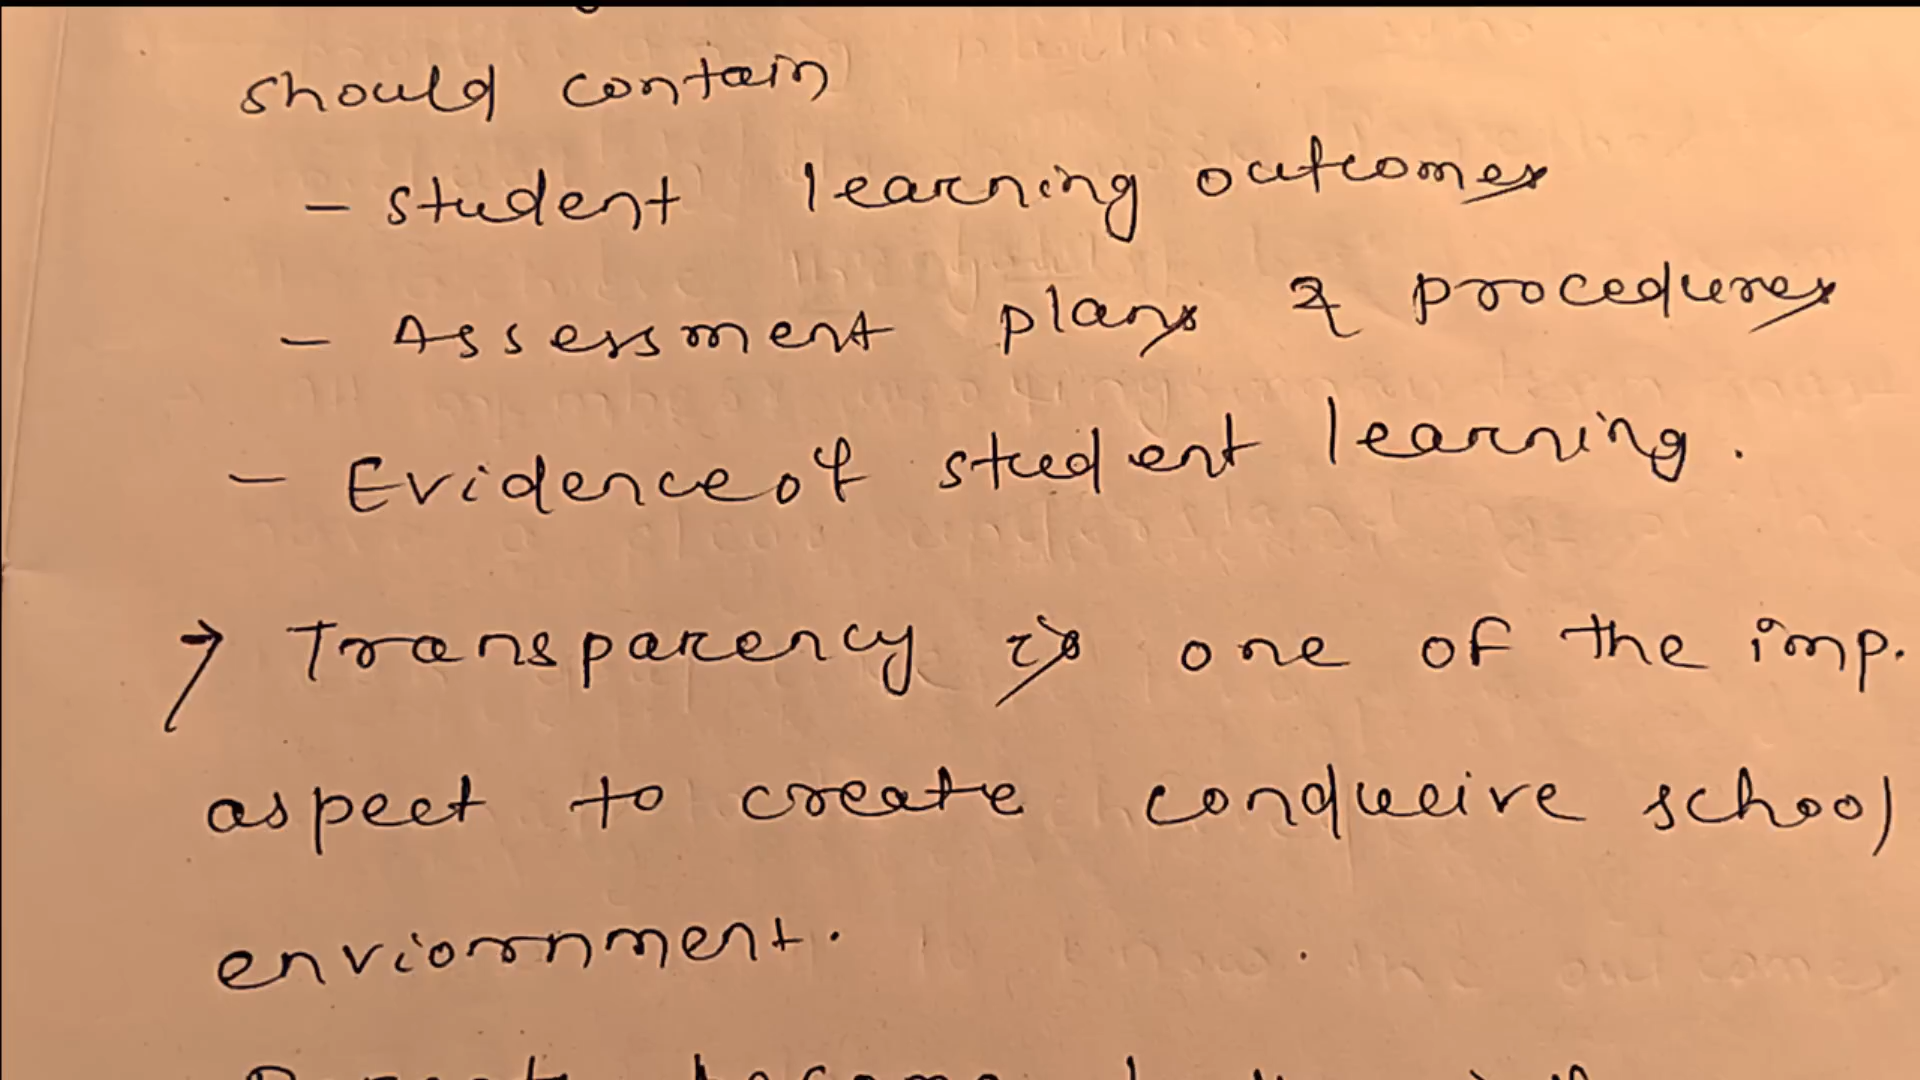 should contain
- student learning outcomes
- Assessment plans & procedures
- Evidence of student learning.
→ Transparency is one of the imp.
aspect to create conducive school
enviornment.